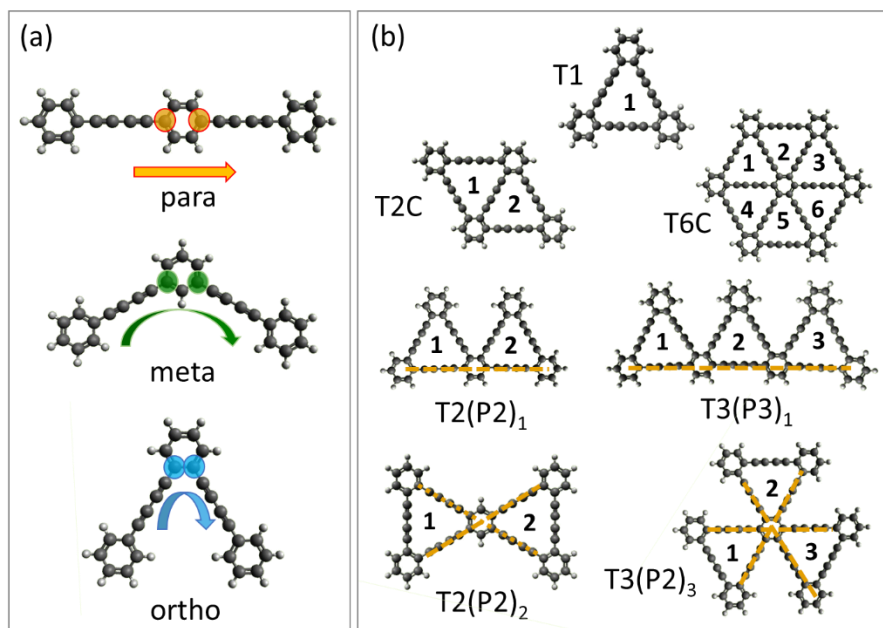 (a)
para
meta
ortho
(b)
T1
1
T2C
1
2
T6C
1
2
3
4
5
6
1
2
T2(P2)₁
1
2
3
T3(P3)₁
1
2
T2(P2)₂
2
1
3
T3(P2)₃